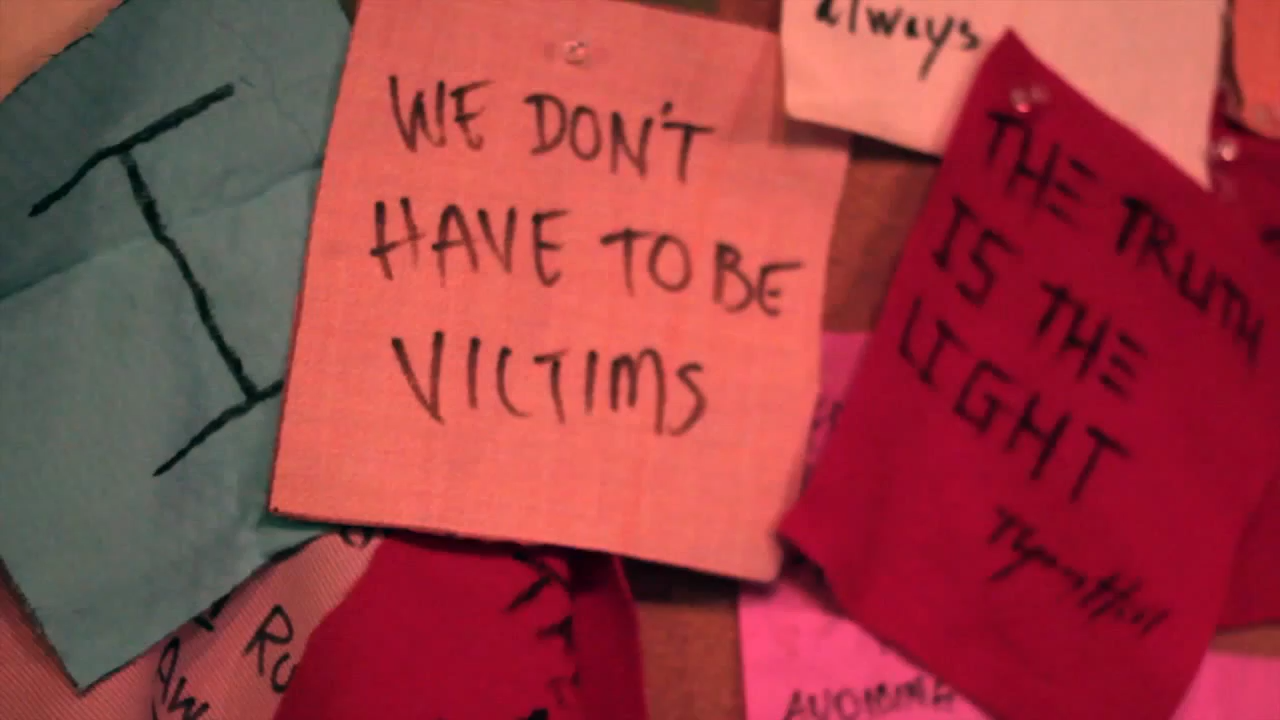 I
WE DON'T
HAVE TO BE
VICTIMS
always
THE TRUTH
IS THE
LIGHT